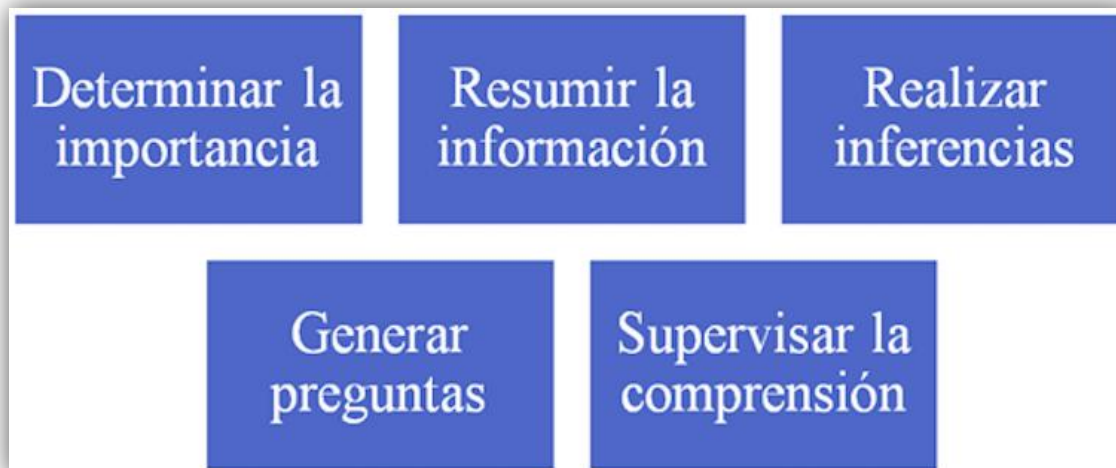 Determinar la
importancia
Resumir la
información
Realizar
inferencias
Generar
preguntas
Supervisar la
comprensión